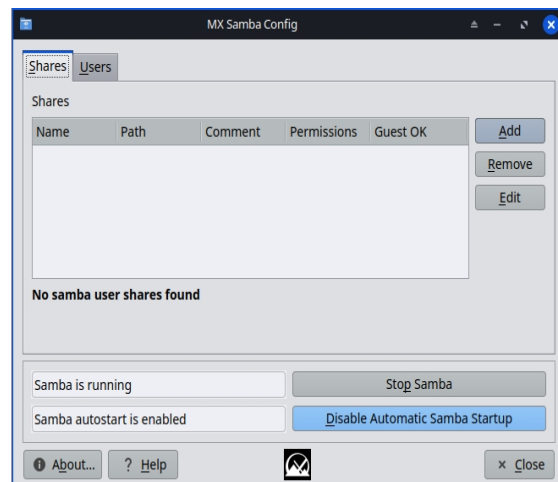 MX Samba Config
Shares Users
Shares
Name Path Comment Permissions Guest OK
Add
Remove
Edit
No samba user shares found
Samba is running Stop Samba
Samba autostart is enabled Disable Automatic Samba Startup
About... ? Help × Close